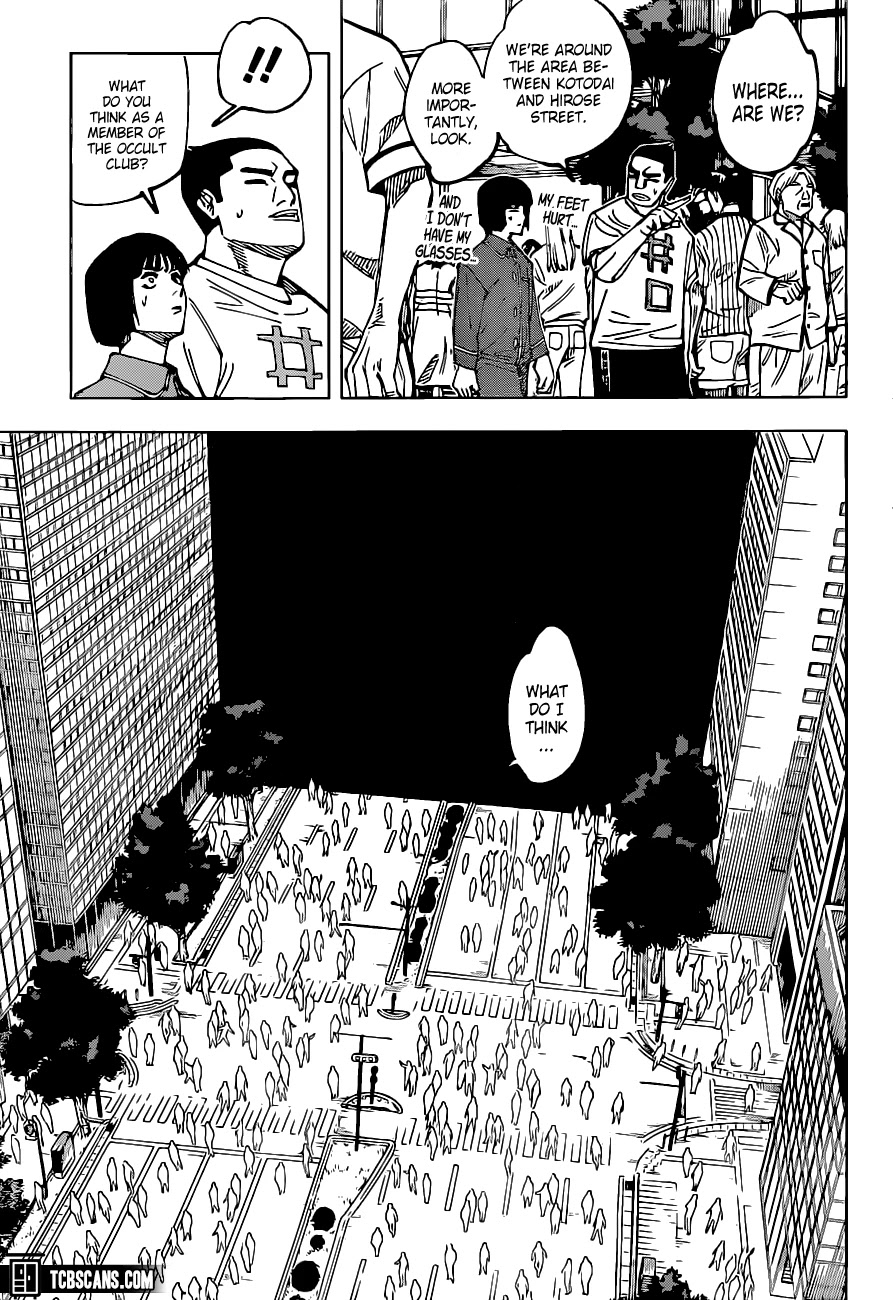 WHERE...
ARE WE?
WE'RE AROUND
THE AREA BE-
TWEEN KOTODAI
AND HIROSE
STREET.
MORE
IMPOR-
TANTLY,
LOOK.
MY FEET
HURT...
AND
I DON'T
HAVE MY
GLASSES...
!!
WHAT
DO YOU
THINK AS A
MEMBER OF
THE OCCULT
CLUB?
WHAT
DO I
THINK
...
TCBSCANS.COM